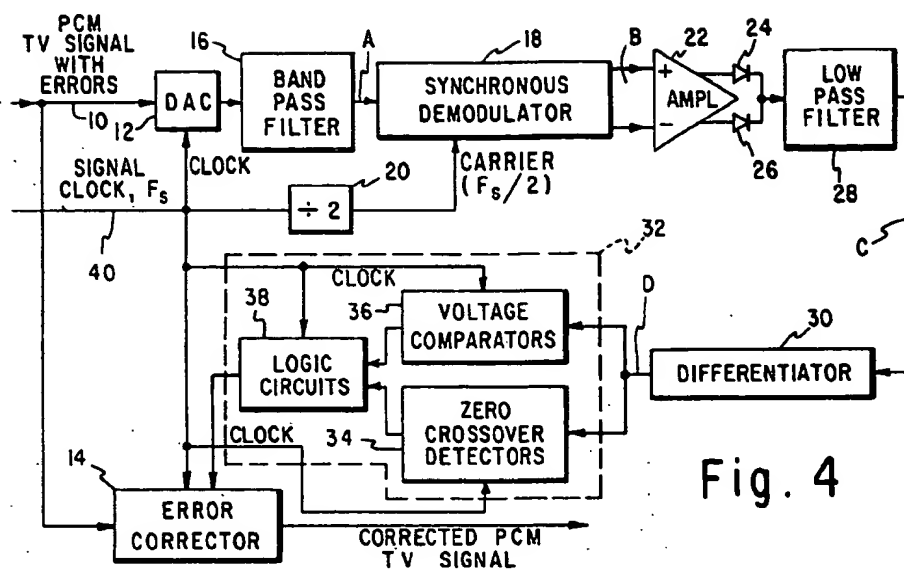 PCM
TV SIGNAL
WITH
ERRORS
10
DAC
12
CLOCK
16
BAND
PASS
FILTER
A
18
SYNCHRONOUS
DEMODULATOR
B
22
+
AMPL
−
24
26
LOW
PASS
FILTER
28
SIGNAL
CLOCK, FS
40
20
÷ 2
CARRIER
(FS/2)
C
32
CLOCK
36
VOLTAGE
COMPARATORS
38
LOGIC
CIRCUITS
D
30
DIFFERENTIATOR
34
ZERO
CROSSOVER
DETECTORS
CLOCK
14
ERROR
CORRECTOR
CORRECTED PCM
TV SIGNAL
Fig. 4